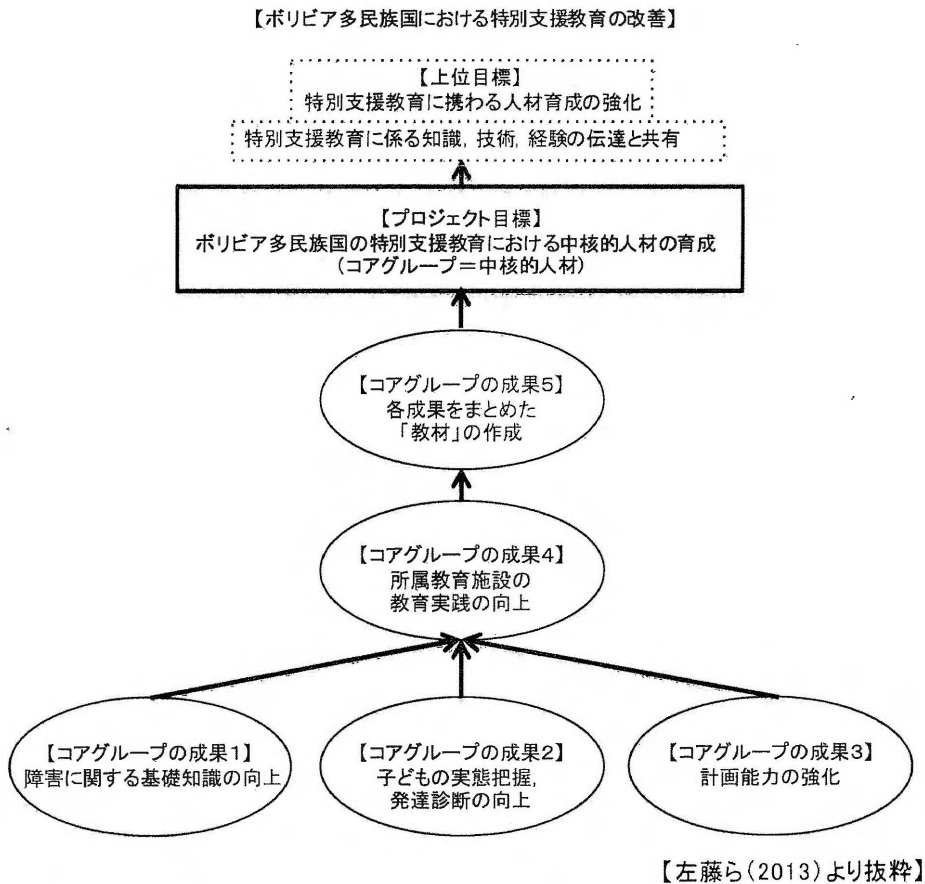 【ボリビア多民族国における特別支援教育の改善】
【上位目標】
特別支援教育に携わる人材育成の強化
特別支援教育に係る知識, 技術, 経験の伝達と共有
【プロジェクト目標】
ボリビア多民族国の特別支援教育における中核的人材の育成
(コアグループ＝中核的人材)
【コアグループの成果5】
各成果をまとめた
「教材」の作成
【コアグループの成果4】
所属教育施設の
教育実践の向上
【コアグループの成果1】
障害に関する基礎知識の向上
【コアグループの成果2】
子どもの実態把握,
発達診断の向上
【コアグループの成果3】
計画能力の強化
【左藤ら(2013)より抜粋】